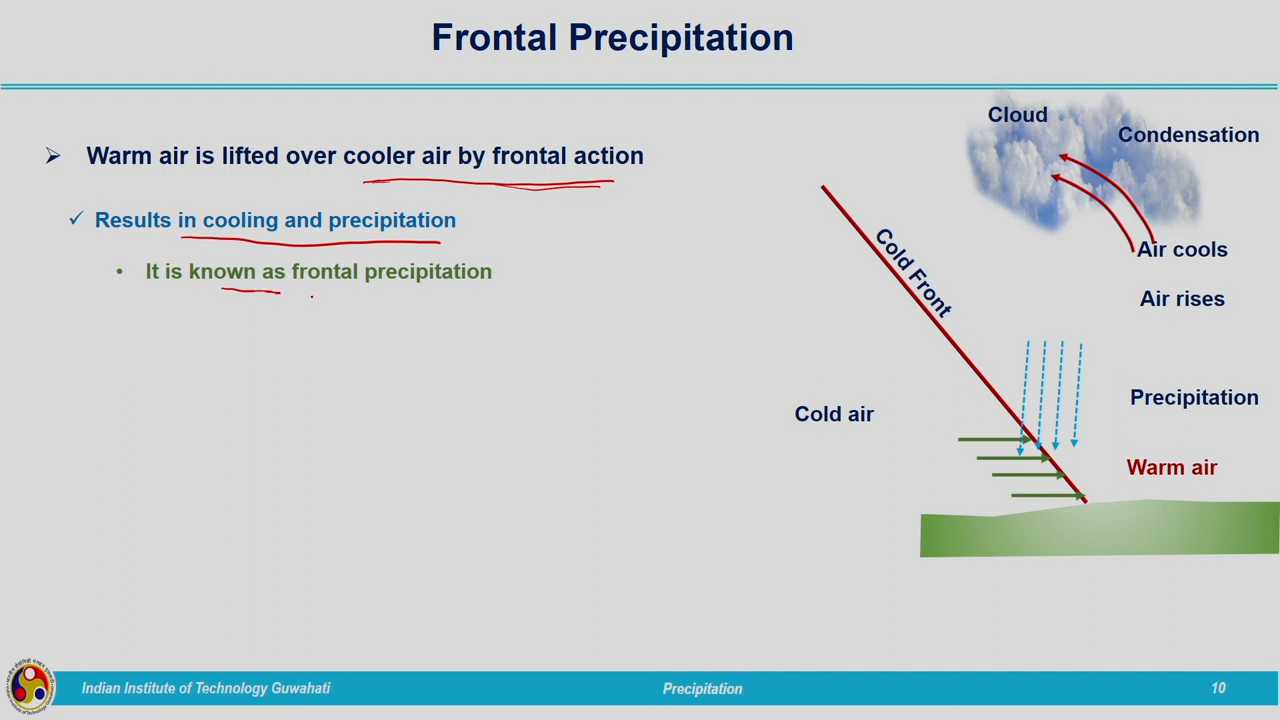 Frontal Precipitation
Warm air is lifted over cooler air by frontal action
Results in cooling and precipitation
It is known as frontal precipitation
Cloud
Condensation
Air cools
Air rises
Cold Front
Precipitation
Cold air
Warm air
Indian Institute of Technology Guwahati
Precipitation
10